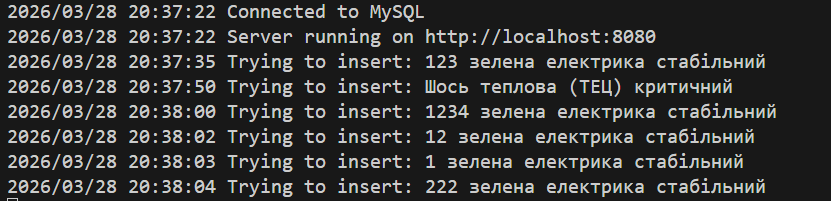 2026/03/28 20:37:22 Connected to MySQL
2026/03/28 20:37:22 Server running on http://localhost:8080
2026/03/28 20:37:35 Trying to insert: 123 зелена електрика стабільний
2026/03/28 20:37:50 Trying to insert: Шось теплова (ТЕЦ) критичний
2026/03/28 20:38:00 Trying to insert: 1234 зелена електрика стабільний
2026/03/28 20:38:02 Trying to insert: 12 зелена електрика стабільний
2026/03/28 20:38:03 Trying to insert: 1 зелена електрика стабільний
2026/03/28 20:38:04 Trying to insert: 222 зелена електрика стабільний